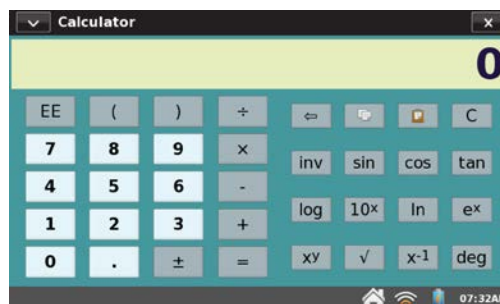 Calculator
0
EE ( ) ÷
C
7 8 9 ×
inv sin cos tan
4 5 6 -
log 10x ln ex
1 2 3 +
0 . ± =
xy √ x-1 deg
07:32A